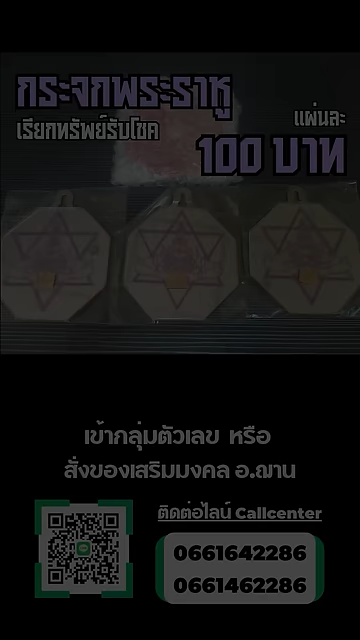 กระจกพระราหู
เรียกทรัพย์รับโชค
แผ่นละ
100 บาท
เข้ากลุ่มตัวเลข หรือ
สั่งของเสริมมงคล อ.ฌาน
ติดต่อไลน์ Callcenter
0661642286
0661462286